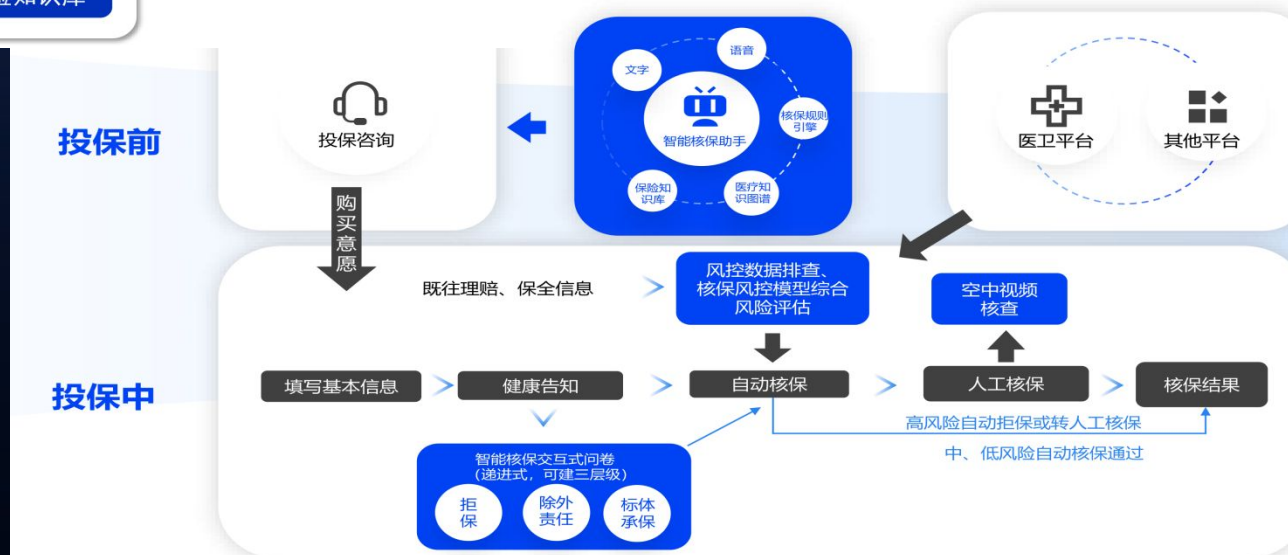 知识库
投保前
投保咨询
文字
语音
智能核保助手
核保规则
引擎
保险知
识库
医疗知
识图谱
医卫平台
其他平台
购
买
意
愿
既往理赔、保全信息
风控数据排查、
核保风控模型综合
风险评估
空中视频
核查
投保中
填写基本信息
健康告知
自动核保
人工核保
核保结果
高风险自动拒保或转人工核保
中、低风险自动核保通过
智能核保交互式问卷
(递进式，可建三层级)
拒
保
除外
责任
标体
承保